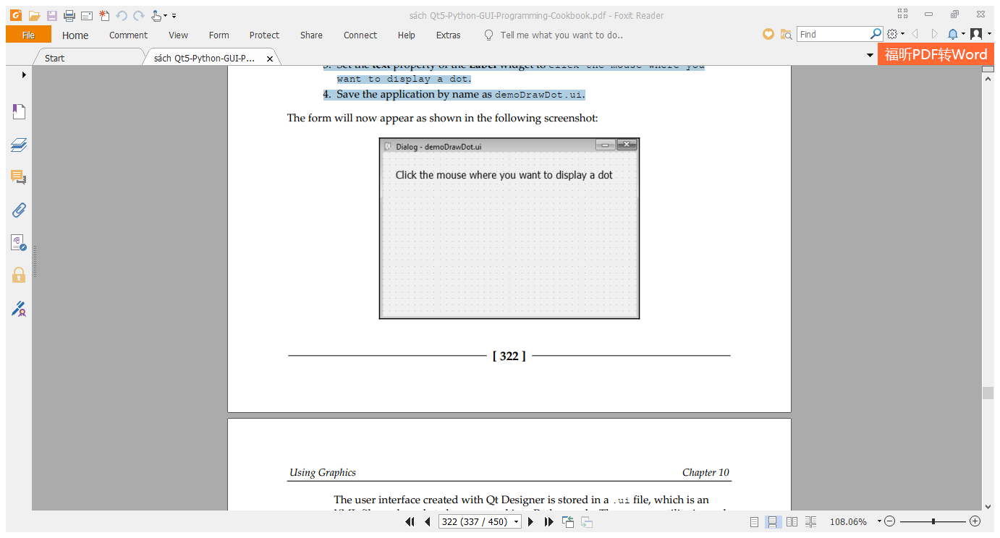 sách Qt5-Python-GUI-Programming-Cookbook.pdf - Foxit Reader
File Home Comment View Form Protect Share Connect Help Extras Tell me what you want to do.. Find
Start
sách Qt5-Python-GUI-P...
福昕PDF转Word
3. Set the text property of the Label widget to click the mouse where you
want to display a dot.
4. Save the application by name as demoDrawDot.ui.
The form will now appear as shown in the following screenshot:
Dialog - demoDrawDot.ui
Click the mouse where you want to display a dot
[ 322 ]
Using Graphics
Chapter 10
The user interface created with Qt Designer is stored in a .ui file, which is an
322 (337 / 450)
108.06%